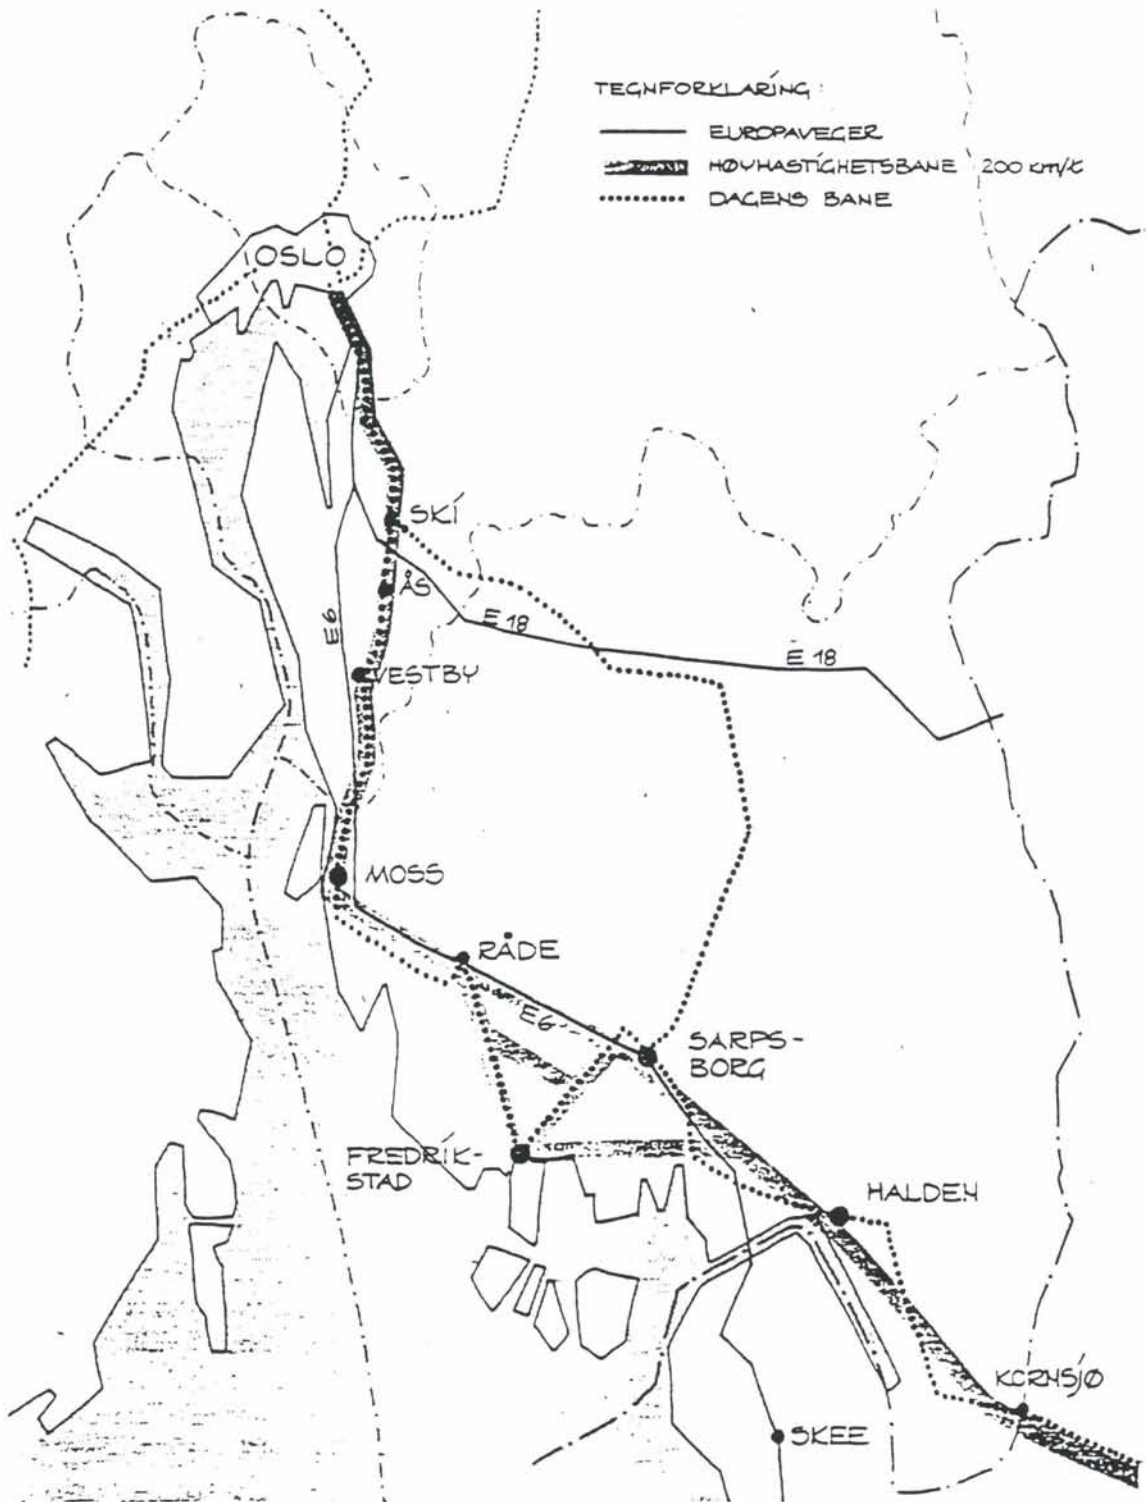 TEGNFORKLARING:
EUROPAVEGER
HØYHASTIGHETSBANE 200 km/t
DAGENS BANE
OSLO
SKI
ÅS
E6
E 18
E 18
VESTBY
MOSS
RÅDE
E6
SARPS-
BORG
FREDRIK-
STAD
HALDEN
KORNSJØ
SKEE